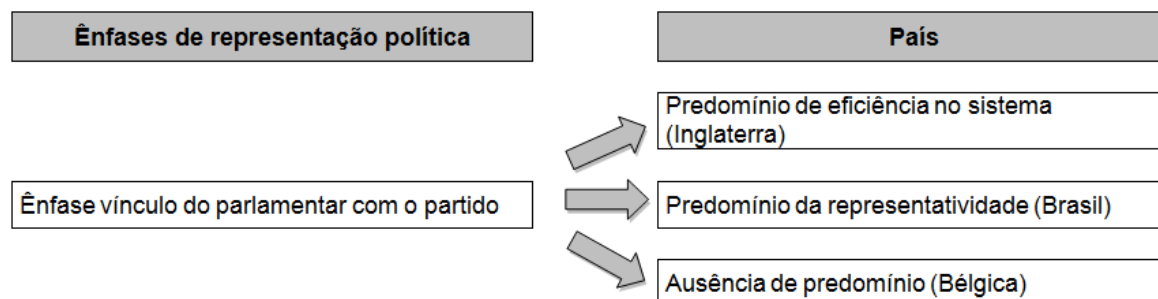 Ênfases de representação política
País
Predomínio de eficiência no sistema
(Inglaterra)
Ênfase vínculo do parlamentar com o partido
Predomínio da representatividade (Brasil)
Ausência de predomínio (Bélgica)